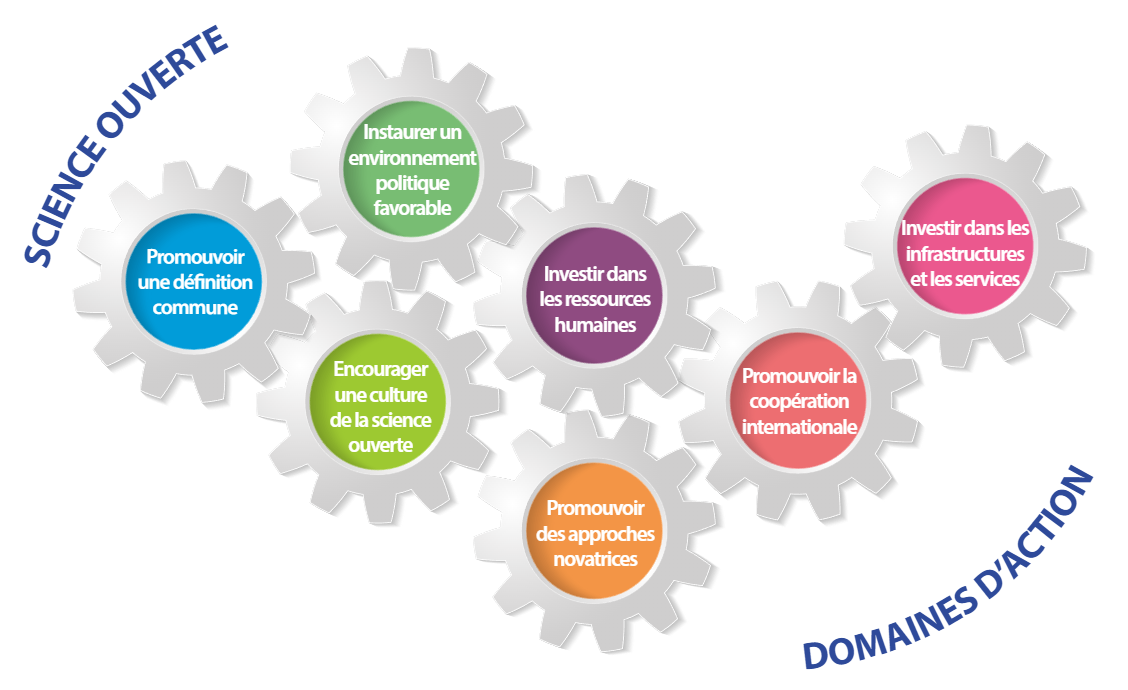 SCIENCE OUVERTE
Instaurer un
environnement
politique
favorable
Promouvoir
une définition
commune
Investir dans
les ressources
humaines
Investir dans les
infrastructures
et les services
Encourager
une culture
de la science
ouverte
Promouvoir la
coopération
internationale
Promouvoir
des approches
novatrices
DOMAINES D'ACTION